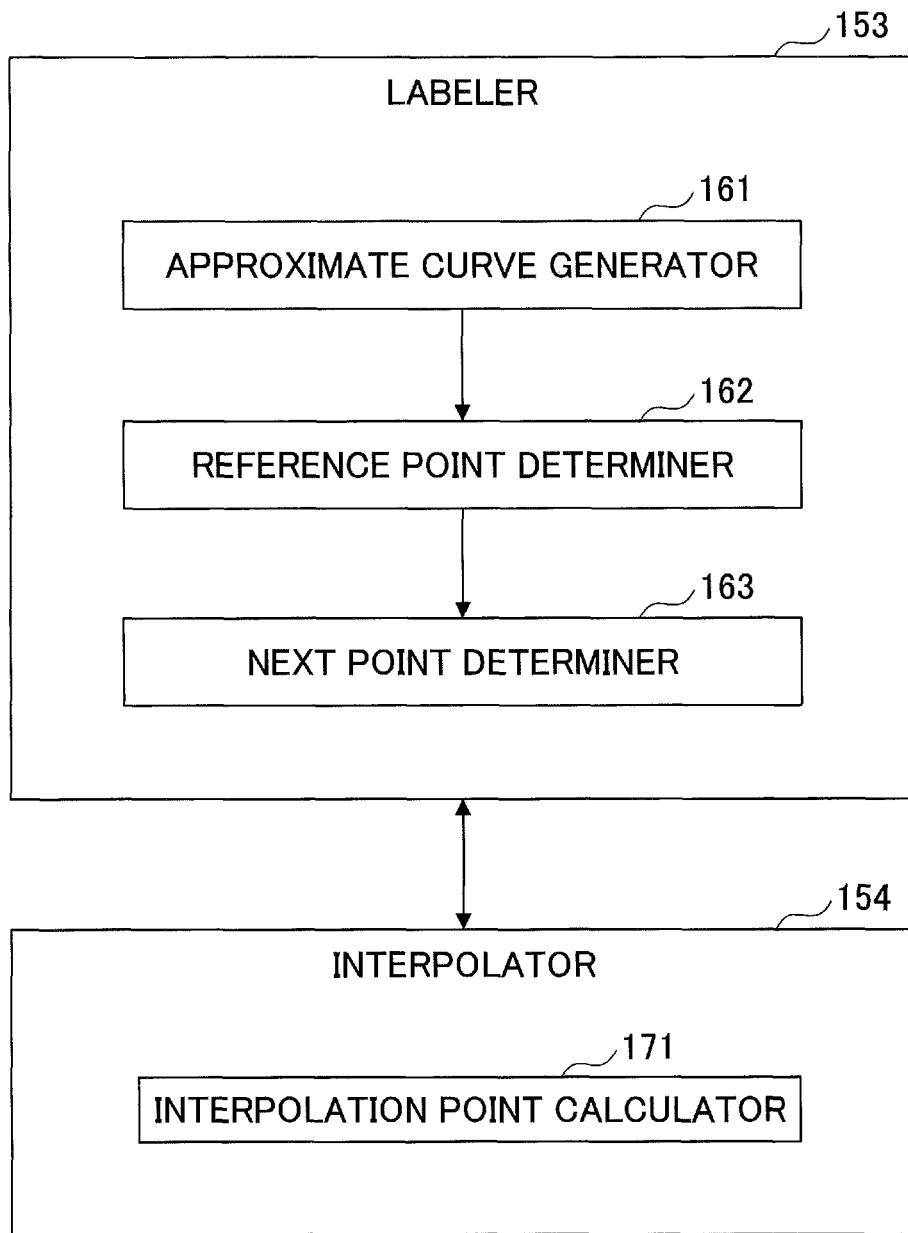 153
LABELER
161
APPROXIMATE CURVE GENERATOR
162
REFERENCE POINT DETERMINER
163
NEXT POINT DETERMINER
154
INTERPOLATOR
171
INTERPOLATION POINT CALCULATOR